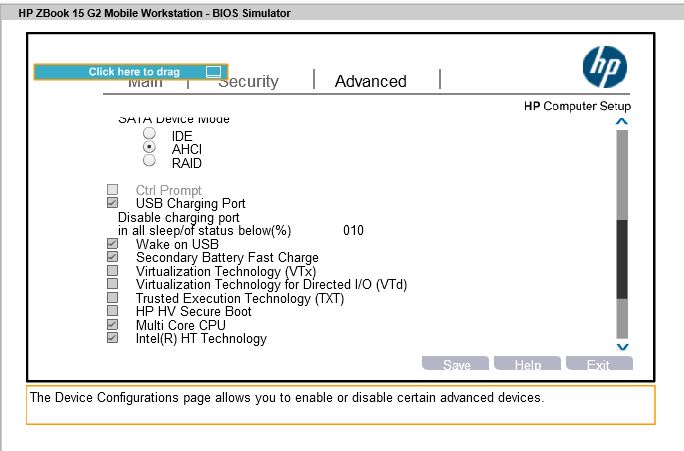 HP ZBook 15 G2 Mobile Workstation - BIOS Simulator
Click here to drag
hp
Main | Security | Advanced |
HP Computer Setup
SATA Device Mode
IDE
AHCI
RAID
Ctrl Prompt
USB Charging Port
Disable charging port
in all sleep/of status below(%) 010
Wake on USB
Secondary Battery Fast Charge
Virtualization Technology (VTx)
Virtualization Technology for Directed I/O (VTd)
Trusted Execution Technology (TXT)
HP HV Secure Boot
Multi Core CPU
Intel(R) HT Technology
Save Help Exit
The Device Configurations page allows you to enable or disable certain advanced devices.